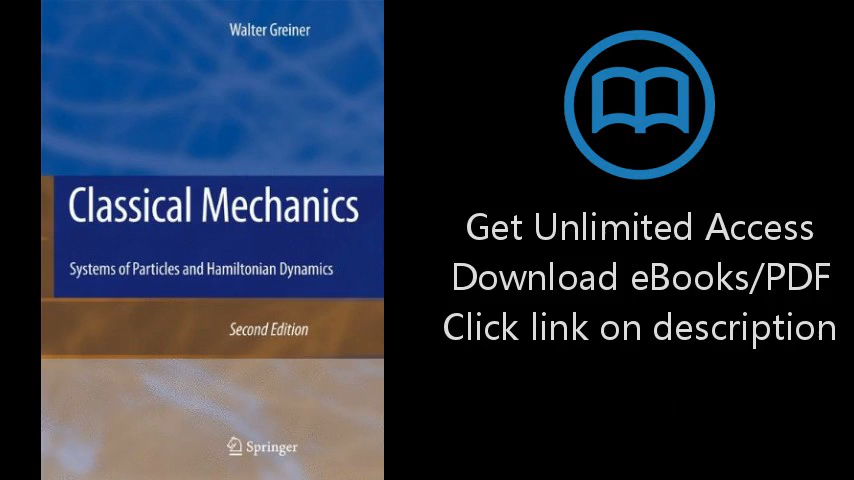 Walter Greiner
Classical Mechanics
Systems of Particles and Hamiltonian Dynamics
Second Edition
Springer
Get Unlimited Access
Download eBooks/PDF
Click link on description